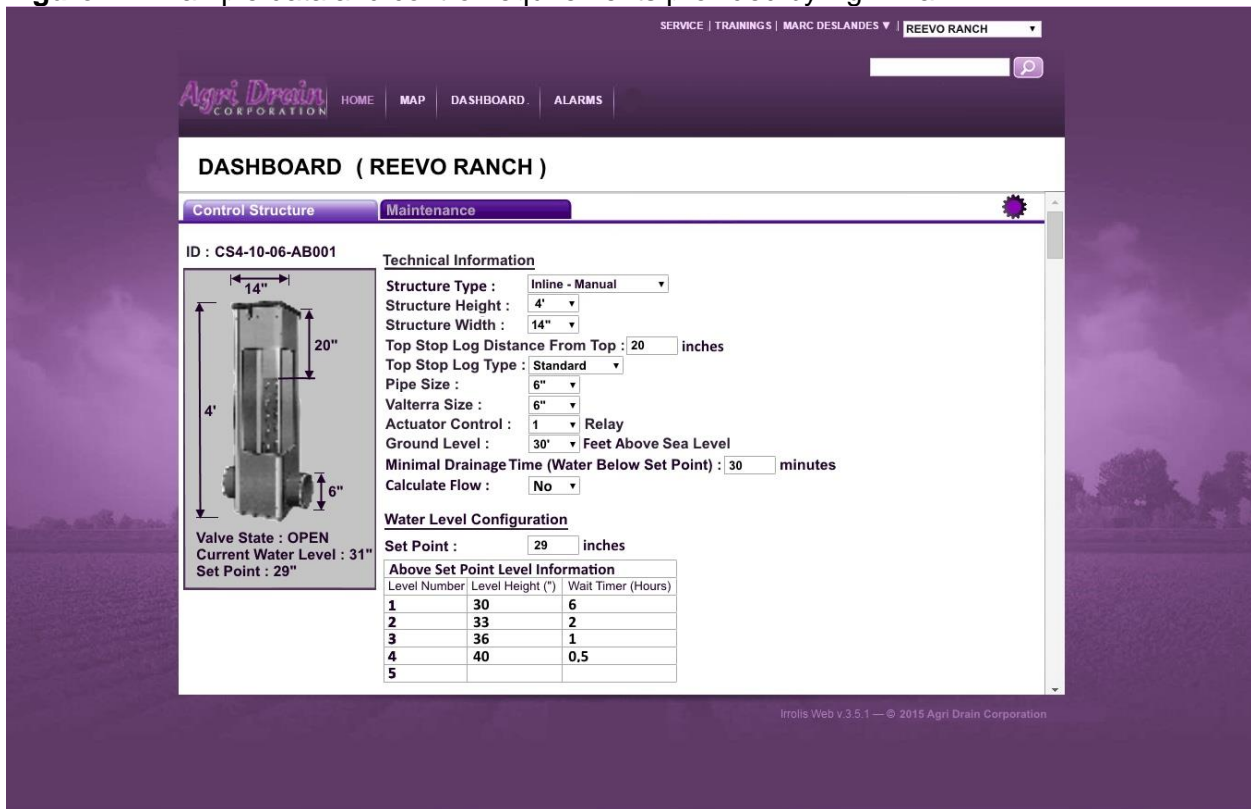 SERVICE | TRAININGS | MARC DESLANDES ▼ | REEVO RANCH ▼
Agri Drain
CORPORATION
HOME | MAP | DASHBOARD. | ALARMS
DASHBOARD ( REEVO RANCH )
Control Structure Maintenance
ID : CS4-10-06-AB001
14"
20"
4'
6"
Valve State : OPEN
Current Water Level : 31"
Set Point : 29"
Technical Information
Structure Type : Inline - Manual ▼
Structure Height : 4' ▼
Structure Width : 14" ▼
Top Stop Log Distance From Top : 20 inches
Top Stop Log Type : Standard ▼
Pipe Size : 6" ▼
Valterra Size : 6" ▼
Actuator Control : 1 ▼ Relay
Ground Level : 30' ▼ Feet Above Sea Level
Minimal Drainage Time (Water Below Set Point) : 30 minutes
Calculate Flow : No ▼
Water Level Configuration
Set Point : 29 inches
Above Set Point Level Information
Level Number Level Height (") Wait Timer (Hours)
1 30 6
2 33 2
3 36 1
4 40 0,5
5
Irrolis Web v.3.5.1 — © 2015 Agri Drain Corporation